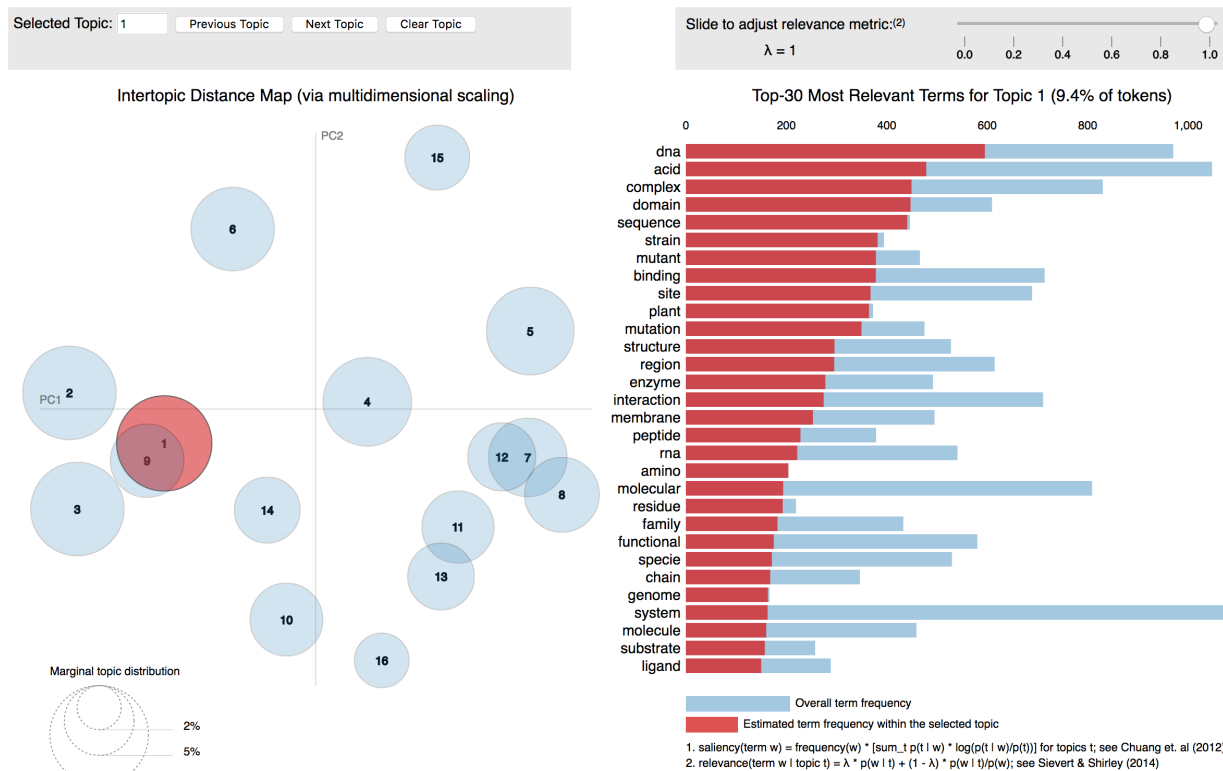 Selected Topic: 1 Previous Topic Next Topic Clear Topic
Slide to adjust relevance metric:(2)
λ = 1
0.0 0.2 0.4 0.6 0.8 1.0
Intertopic Distance Map (via multidimensional scaling)
PC2
15
6
5
2
PC1
4
1
9
12 7
8
3
14
11
13
10
16
Marginal topic distribution
2%
5%
Top-30 Most Relevant Terms for Topic 1 (9.4% of tokens)
0 200 400 600 800 1,000
dna
acid
complex
domain
sequence
strain
mutant
binding
site
plant
mutation
structure
region
enzyme
interaction
membrane
peptide
rna
amino
molecular
residue
family
functional
specie
chain
genome
system
molecule
substrate
ligand
Overall term frequency
Estimated term frequency within the selected topic
1. saliency(term w) = frequency(w) * [sum_t p(t | w) * log(p(t | w)/p(t))] for topics t; see Chuang et. al (2012)
2. relevance(term w | topic t) = λ * p(w | t) + (1 - λ) * p(w | t)/p(w); see Sievert & Shirley (2014)